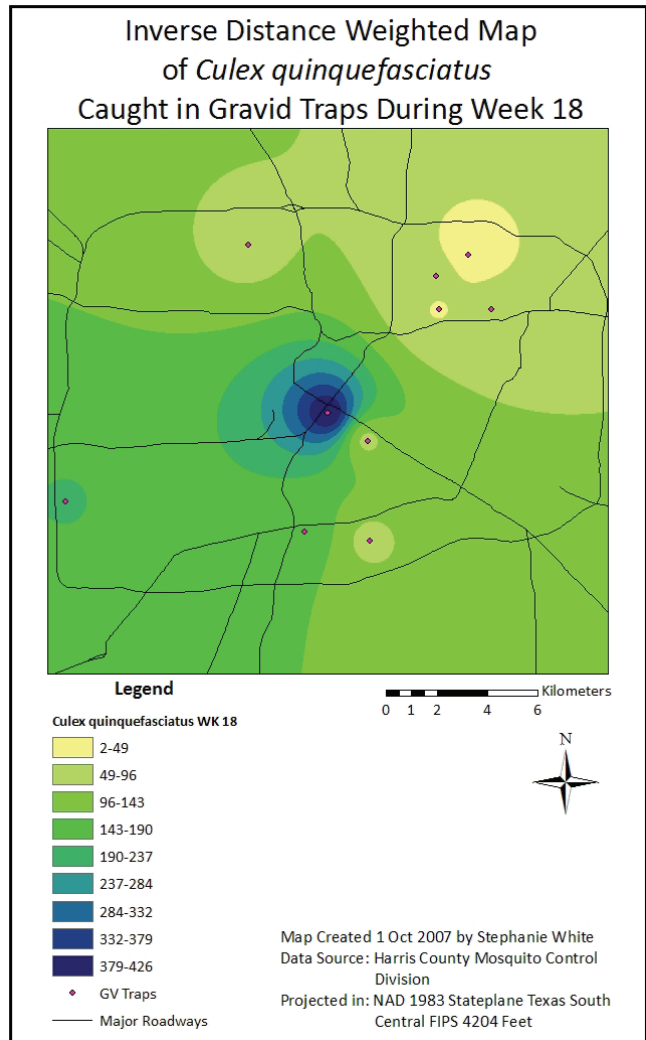 Inverse Distance Weighted Map
of Culex quinquefasciatus
Caught in Gravid Traps During Week 18
Legend
Culex quinquefasciatus WK 18
2-49
49-96
96-143
143-190
190-237
237-284
284-332
332-379
379-426
GV Traps
Major Roadways
Kilometers
0 1 2 4 6
N
Map Created 1 Oct 2007 by Stephanie White
Data Source: Harris County Mosquito Control
Division
Projected in: NAD 1983 Stateplane Texas South
Central FIPS 4204 Feet